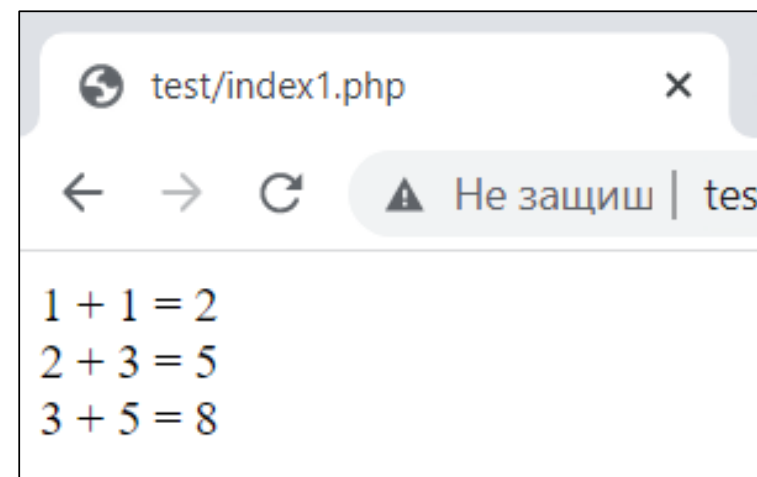 test/index1.php
Не защищ | tes
1 + 1 = 2
2 + 3 = 5
3 + 5 = 8